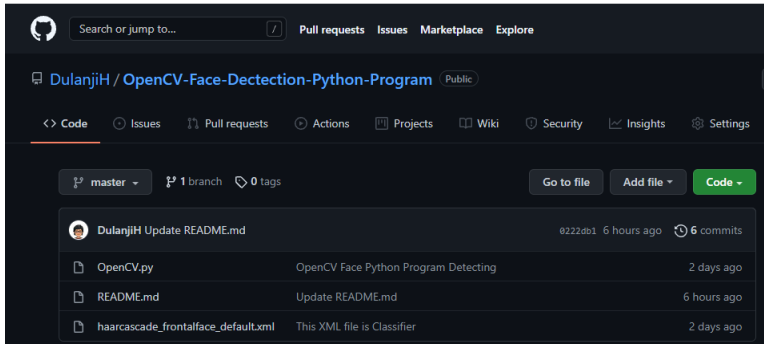 Search or jump to... / Pull requests Issues Marketplace Explore
DulanjiH / OpenCV-Face-Dectection-Python-Program Public
<> Code Issues Pull requests Actions Projects Wiki Security Insights Settings
master 1 branch 0 tags Go to file Add file Code
DulanjiH Update README.md 0222db1 6 hours ago 6 commits
OpenCV.py OpenCV Face Python Program Detecting 2 days ago
README.md Update README.md 6 hours ago
haarcascade_frontalface_default.xml This XML file is Classifier 2 days ago